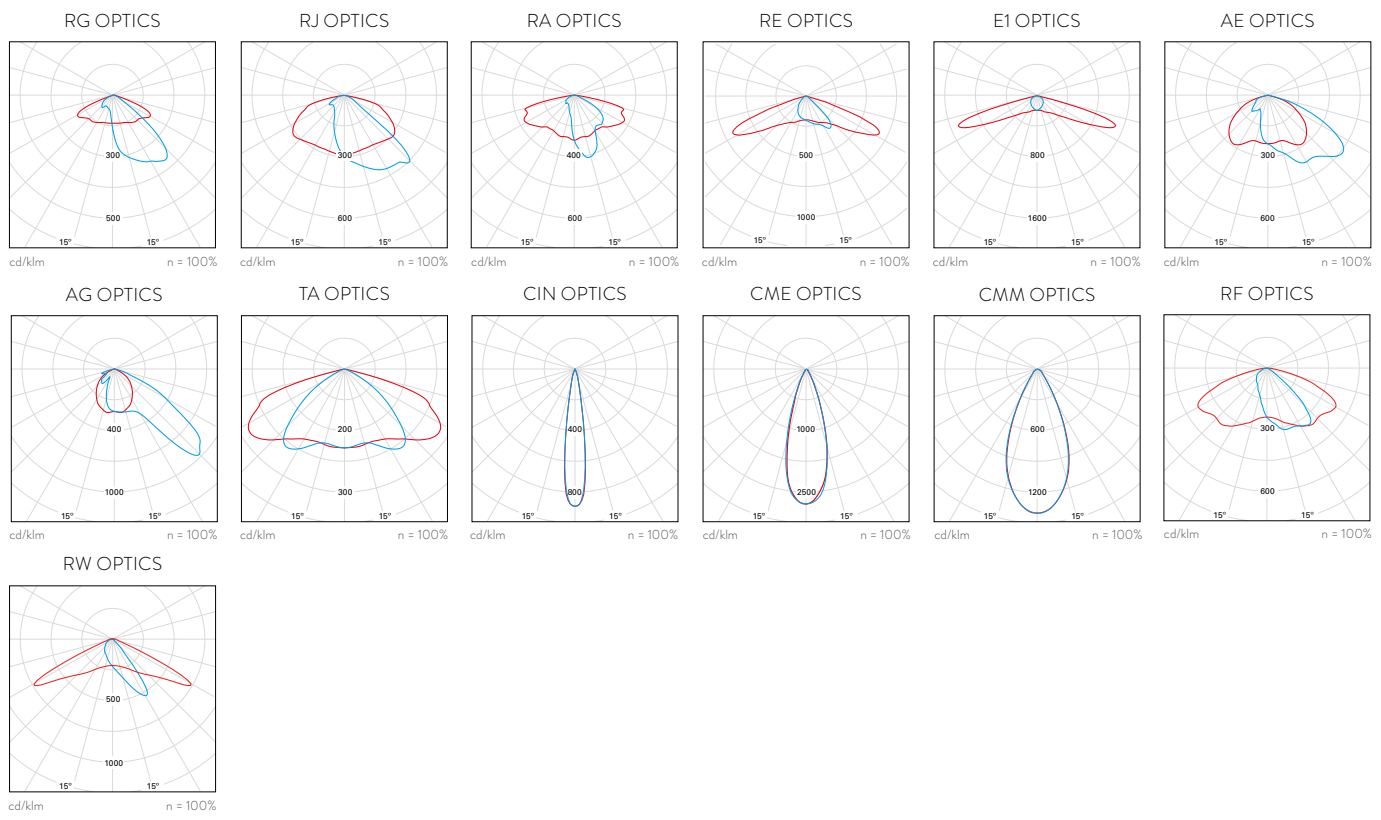 RG OPTICS
300
500
15° 15°
cd/klm n = 100%
RJ OPTICS
300
600
15° 15°
cd/klm n = 100%
RA OPTICS
400
600
15° 15°
cd/klm n = 100%
RE OPTICS
500
1000
15° 15°
cd/klm n = 100%
E1 OPTICS
800
1600
15° 15°
cd/klm n = 100%
AE OPTICS
300
600
15° 15°
cd/klm n = 100%
AG OPTICS
400
1000
15° 15°
cd/klm n = 100%
TA OPTICS
200
300
15° 15°
cd/klm n = 100%
CIN OPTICS
400
800
15° 15°
cd/klm n = 100%
CME OPTICS
1000
2500
15° 15°
cd/klm n = 100%
CMM OPTICS
600
1200
15° 15°
cd/klm n = 100%
RF OPTICS
300
600
15° 15°
cd/klm n = 100%
RW OPTICS
500
1000
15° 15°
cd/klm n = 100%